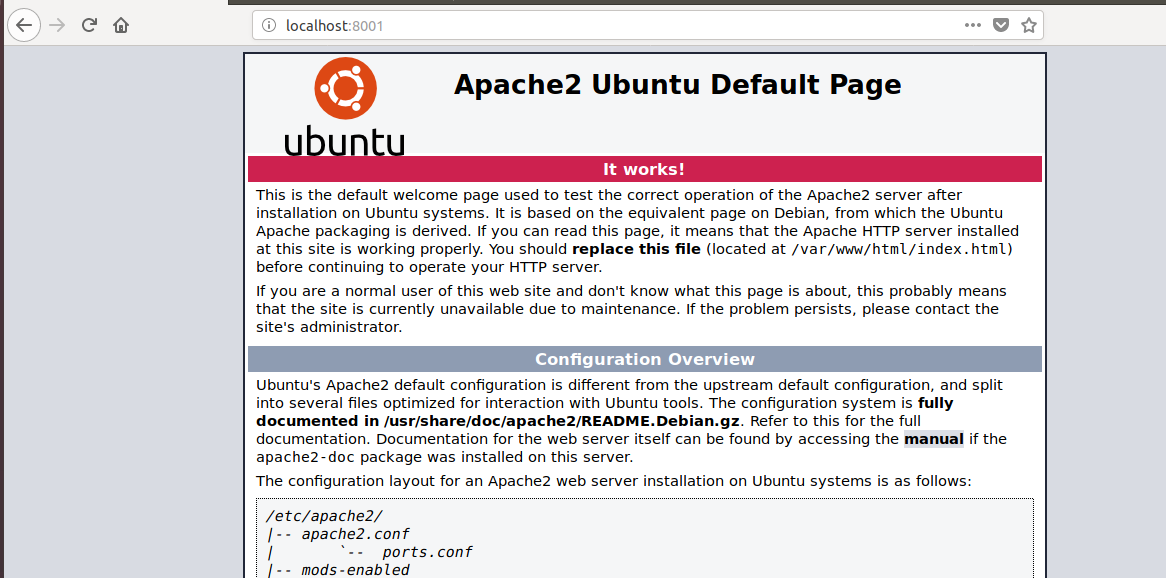 localhost:8001
Apache2 Ubuntu Default Page
ubuntu
It works!
This is the default welcome page used to test the correct operation of the Apache2 server after
installation on Ubuntu systems. It is based on the equivalent page on Debian, from which the Ubuntu
Apache packaging is derived. If you can read this page, it means that the Apache HTTP server installed
at this site is working properly. You should replace this file (located at /var/www/html/index.html)
before continuing to operate your HTTP server.
If you are a normal user of this web site and don't know what this page is about, this probably means
that the site is currently unavailable due to maintenance. If the problem persists, please contact the
site's administrator.
Configuration Overview
Ubuntu's Apache2 default configuration is different from the upstream default configuration, and split
into several files optimized for interaction with Ubuntu tools. The configuration system is fully
documented in /usr/share/doc/apache2/README.Debian.gz. Refer to this for the full
documentation. Documentation for the web server itself can be found by accessing the manual if the
apache2-doc package was installed on this server.
The configuration layout for an Apache2 web server installation on Ubuntu systems is as follows:
/etc/apache2/
|-- apache2.conf
|       `--  ports.conf
|-- mods-enabled